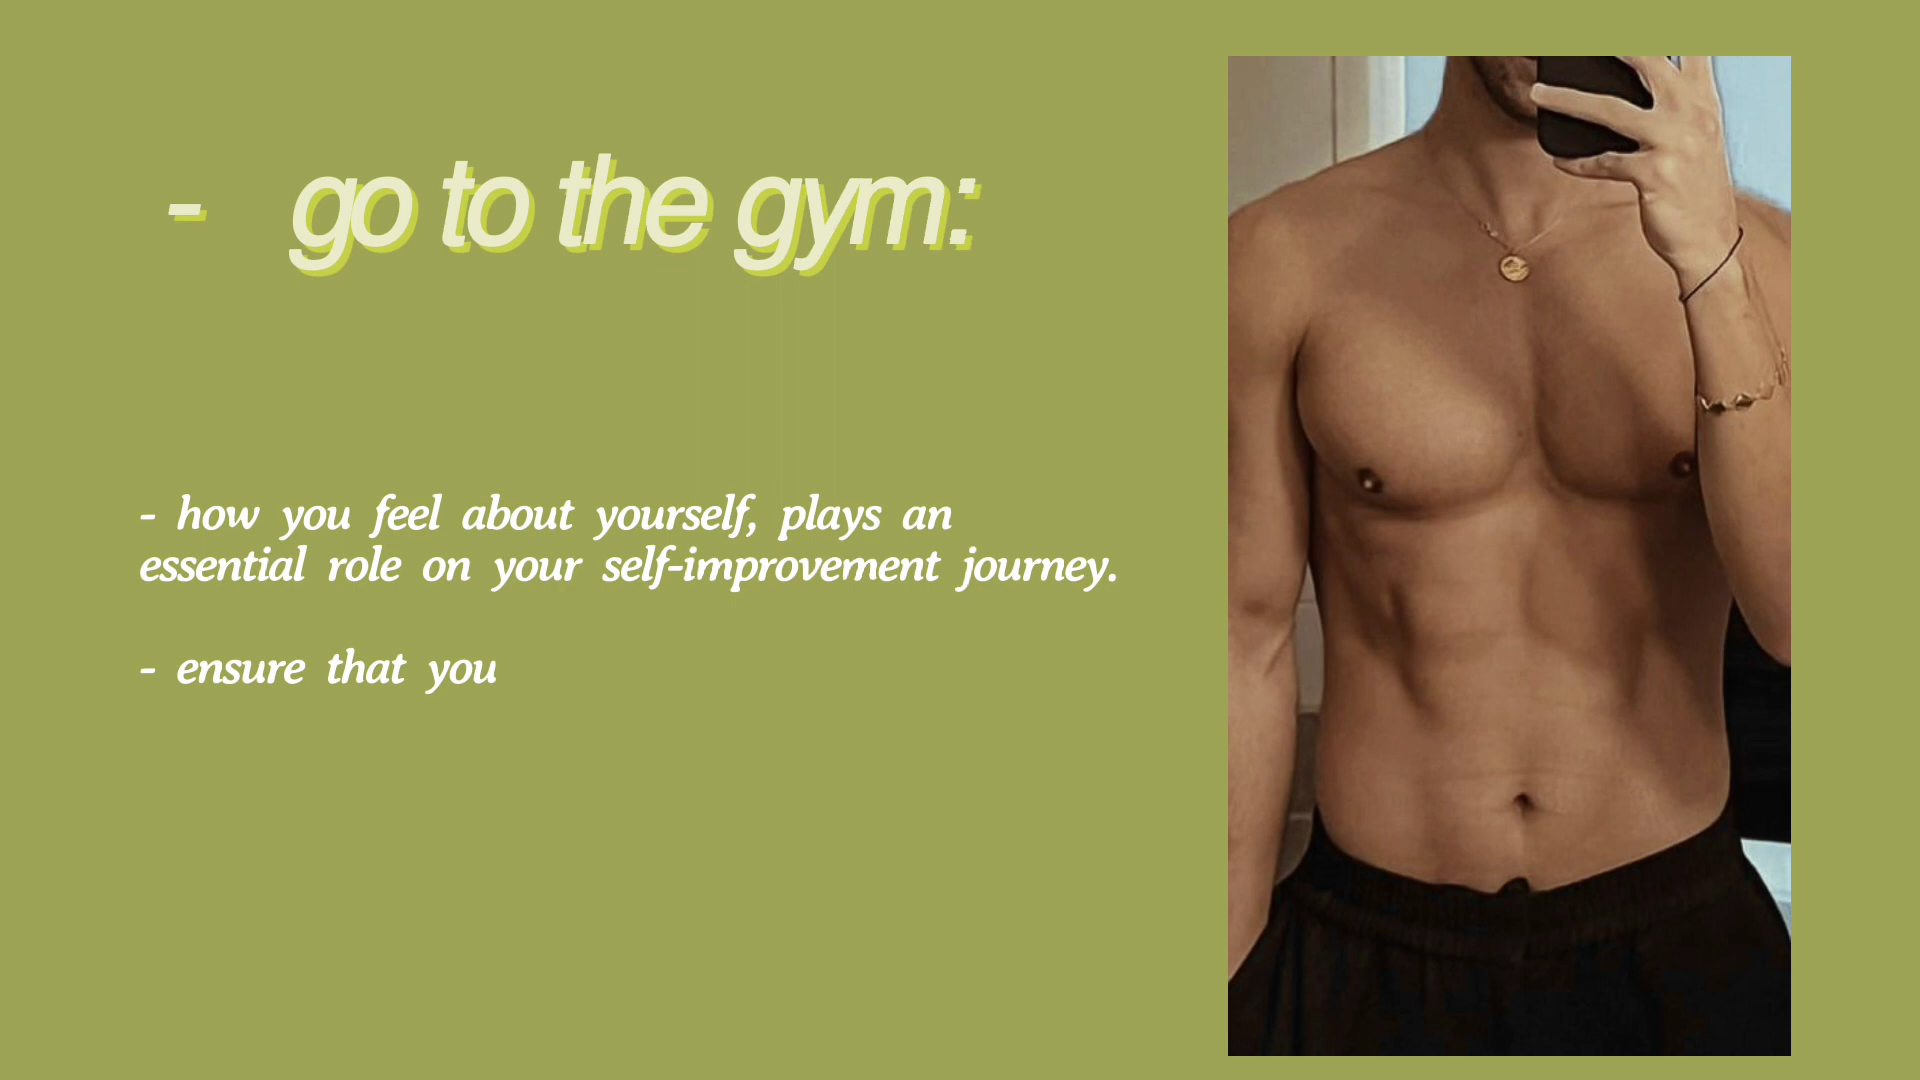 - go to the gym:
- how you feel about yourself, plays an
essential role on your self-improvement journey.
- ensure that you